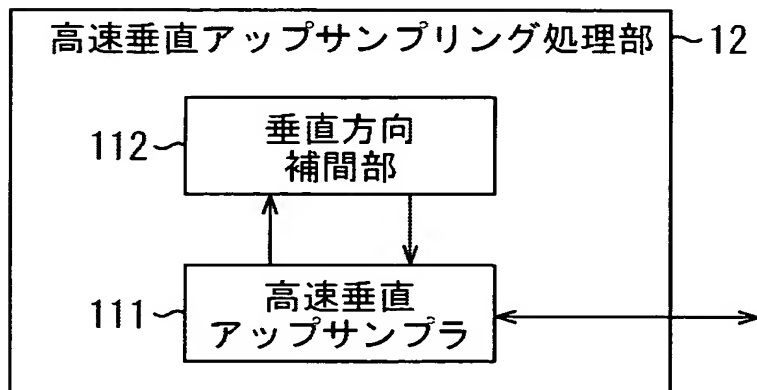 高速垂直アップサンプリング処理部 12
112
垂直方向
補間部
111
高速垂直
アップサンプラ